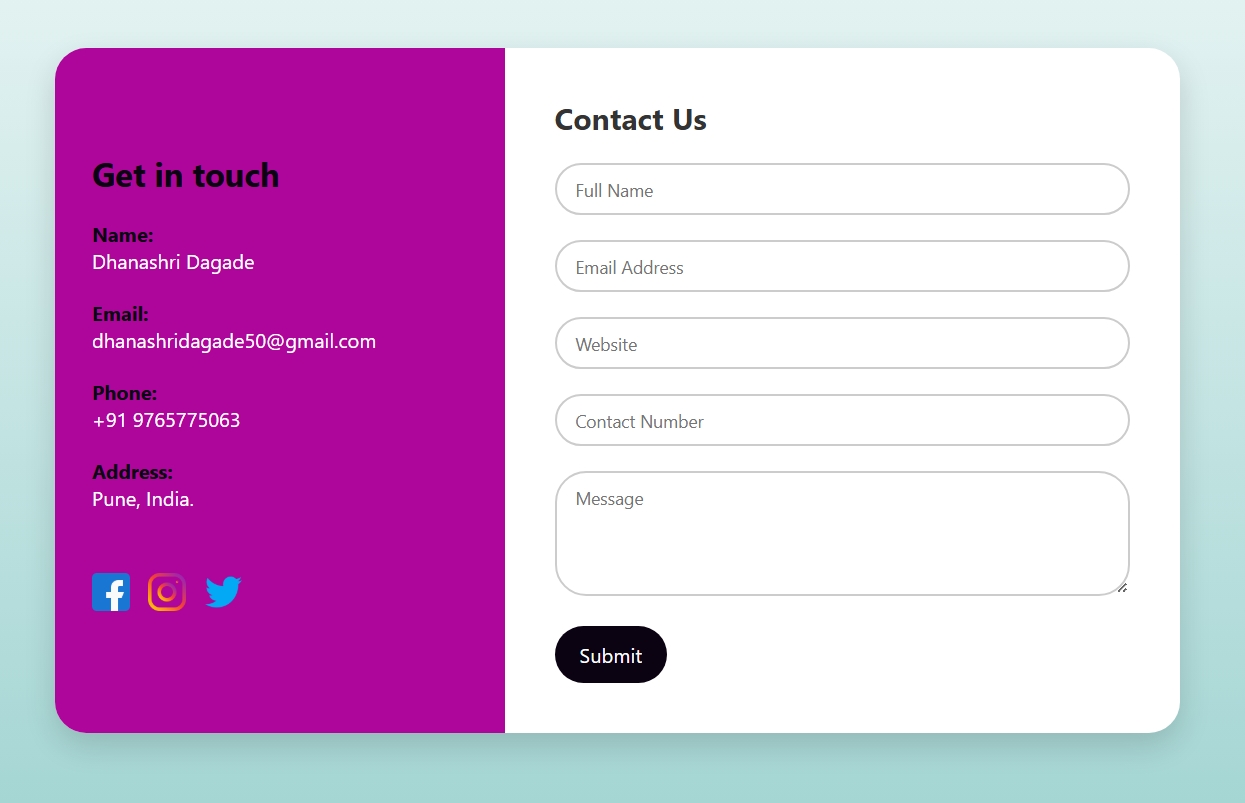 Get in touch
Name:
Dhanashri Dagade
Email:
dhanashridagade50@gmail.com
Phone:
+91 9765775063
Address:
Pune, India.
Contact Us
Full Name
Email Address
Website
Contact Number
Message
Submit